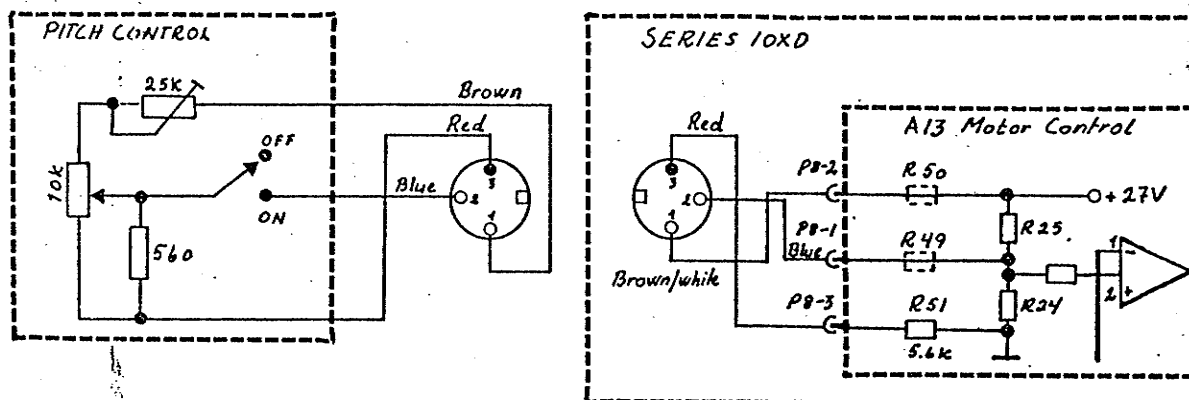 PITCH CONTROL
25K
Brown
Red
OFF
10K
Blue
ON
560
3
2
1
SERIES 10XD
A13 Motor Control
Red
P8-2
R50
+27V
3
2
1
P8-1
R25
Blue
R49
1
-
Brown/white
2
+
P8-3
R51
R24
5.6K